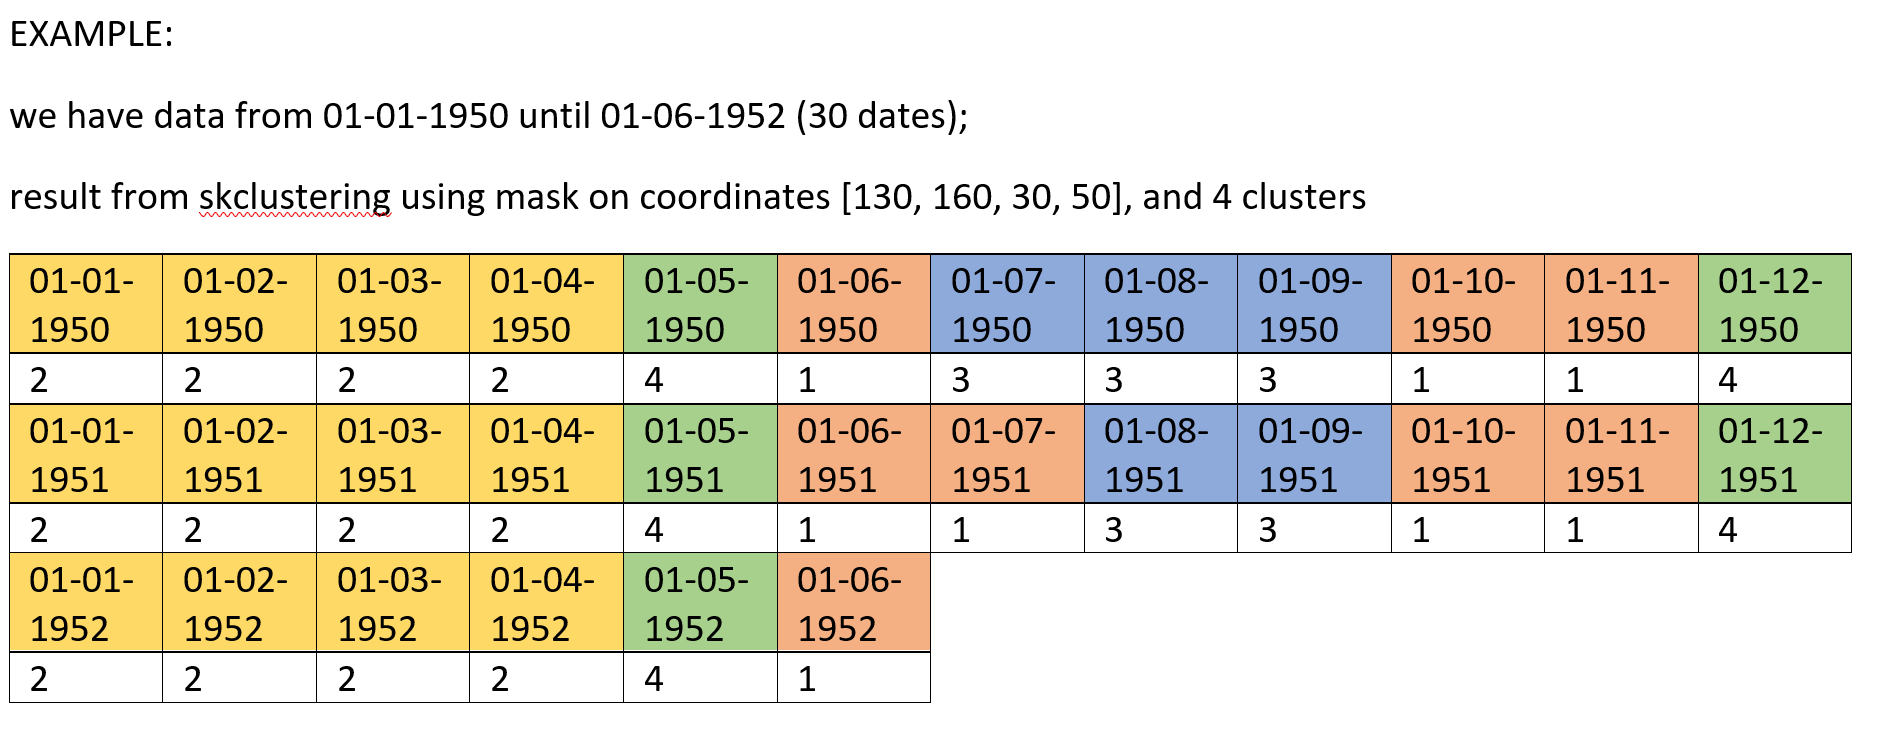 EXAMPLE:
we have data from 01-01-1950 until 01-06-1952 (30 dates);
result from skclustering using mask on coordinates [130, 160, 30, 50], and 4 clusters
01-01- 01-02- 01-03- 01-04- 01-05- 01-06- 01-07- 01-08- 01-09- 01-10- 01-11- 01-12-
1950 1950 1950 1950 1950 1950 1950 1950 1950 1950 1950 1950
2 2 2 2 4 1 3 3 3 1 1 4
01-01- 01-02- 01-03- 01-04- 01-05- 01-06- 01-07- 01-08- 01-09- 01-10- 01-11- 01-12-
1951 1951 1951 1951 1951 1951 1951 1951 1951 1951 1951 1951
2 2 2 2 4 1 1 3 3 1 1 4
01-01- 01-02- 01-03- 01-04- 01-05- 01-06-
1952 1952 1952 1952 1952 1952
2 2 2 2 4 1